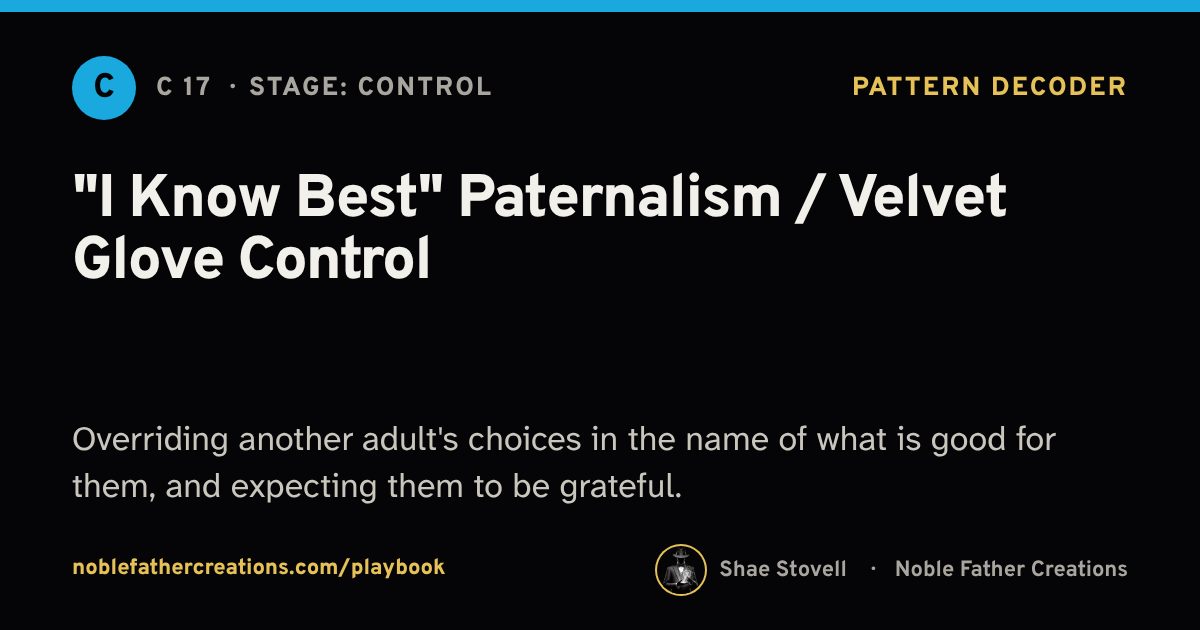 C C 17 · STAGE: CONTROL PATTERN DECODER
"I Know Best" Paternalism / Velvet
Glove Control
Overriding another adult's choices in the name of what is good for
them, and expecting them to be grateful.
noblefathercreations.com/playbook Shae Stovell · Noble Father Creations